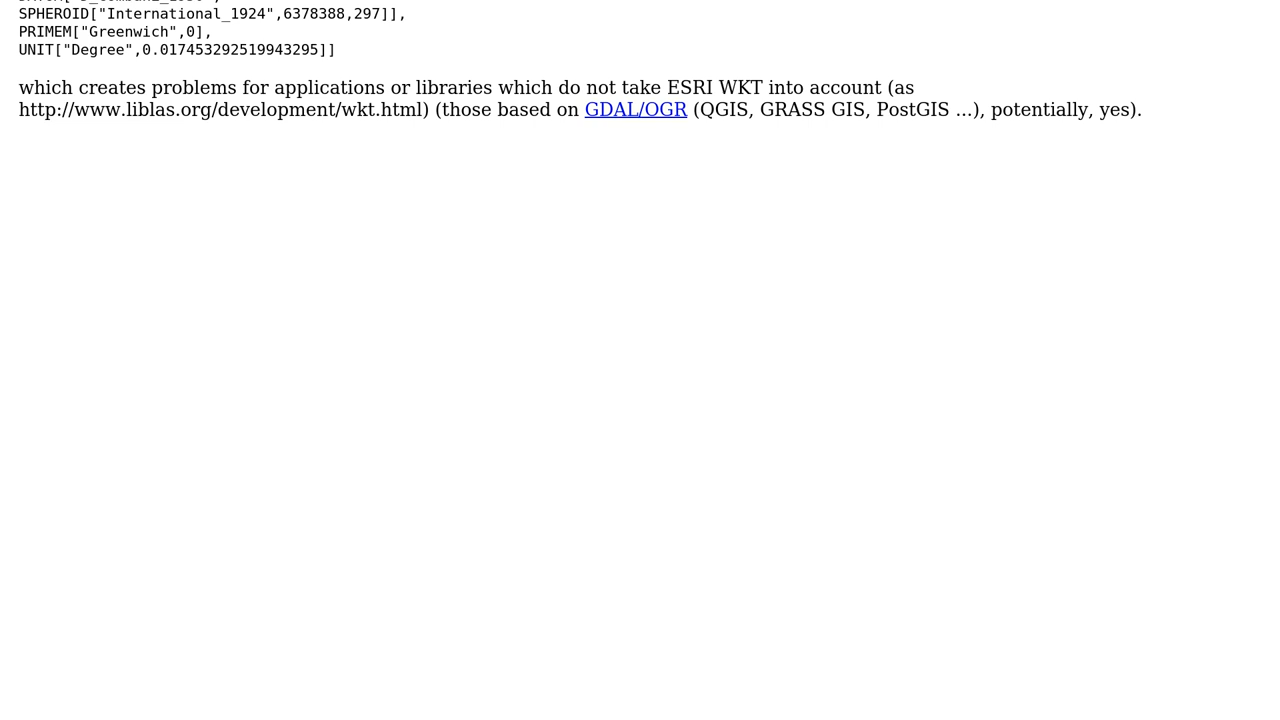 SPHEROID["International_1924",6378388,297]],
PRIMEM["Greenwich",0],
UNIT["Degree",0.017453292519943295]]
which creates problems for applications or libraries which do not take ESRI WKT into account (as
http://www.liblas.org/development/wkt.html) (those based on GDAL/OGR (QGIS, GRASS GIS, PostGIS ...), potentially, yes).